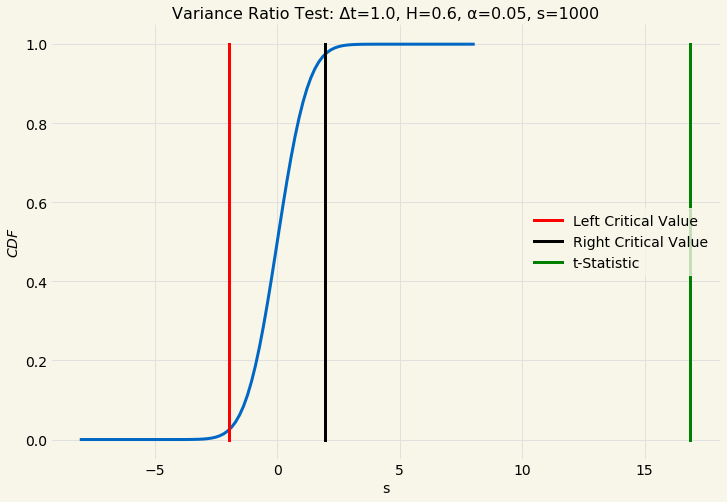 Variance Ratio Test: Δt=1.0, H=0.6, α=0.05, s=1000
1.0
0.8
0.6
0.4
0.2
0.0
CDF
Left Critical Value
Right Critical Value
t-Statistic
−5 0 5 10 15
s